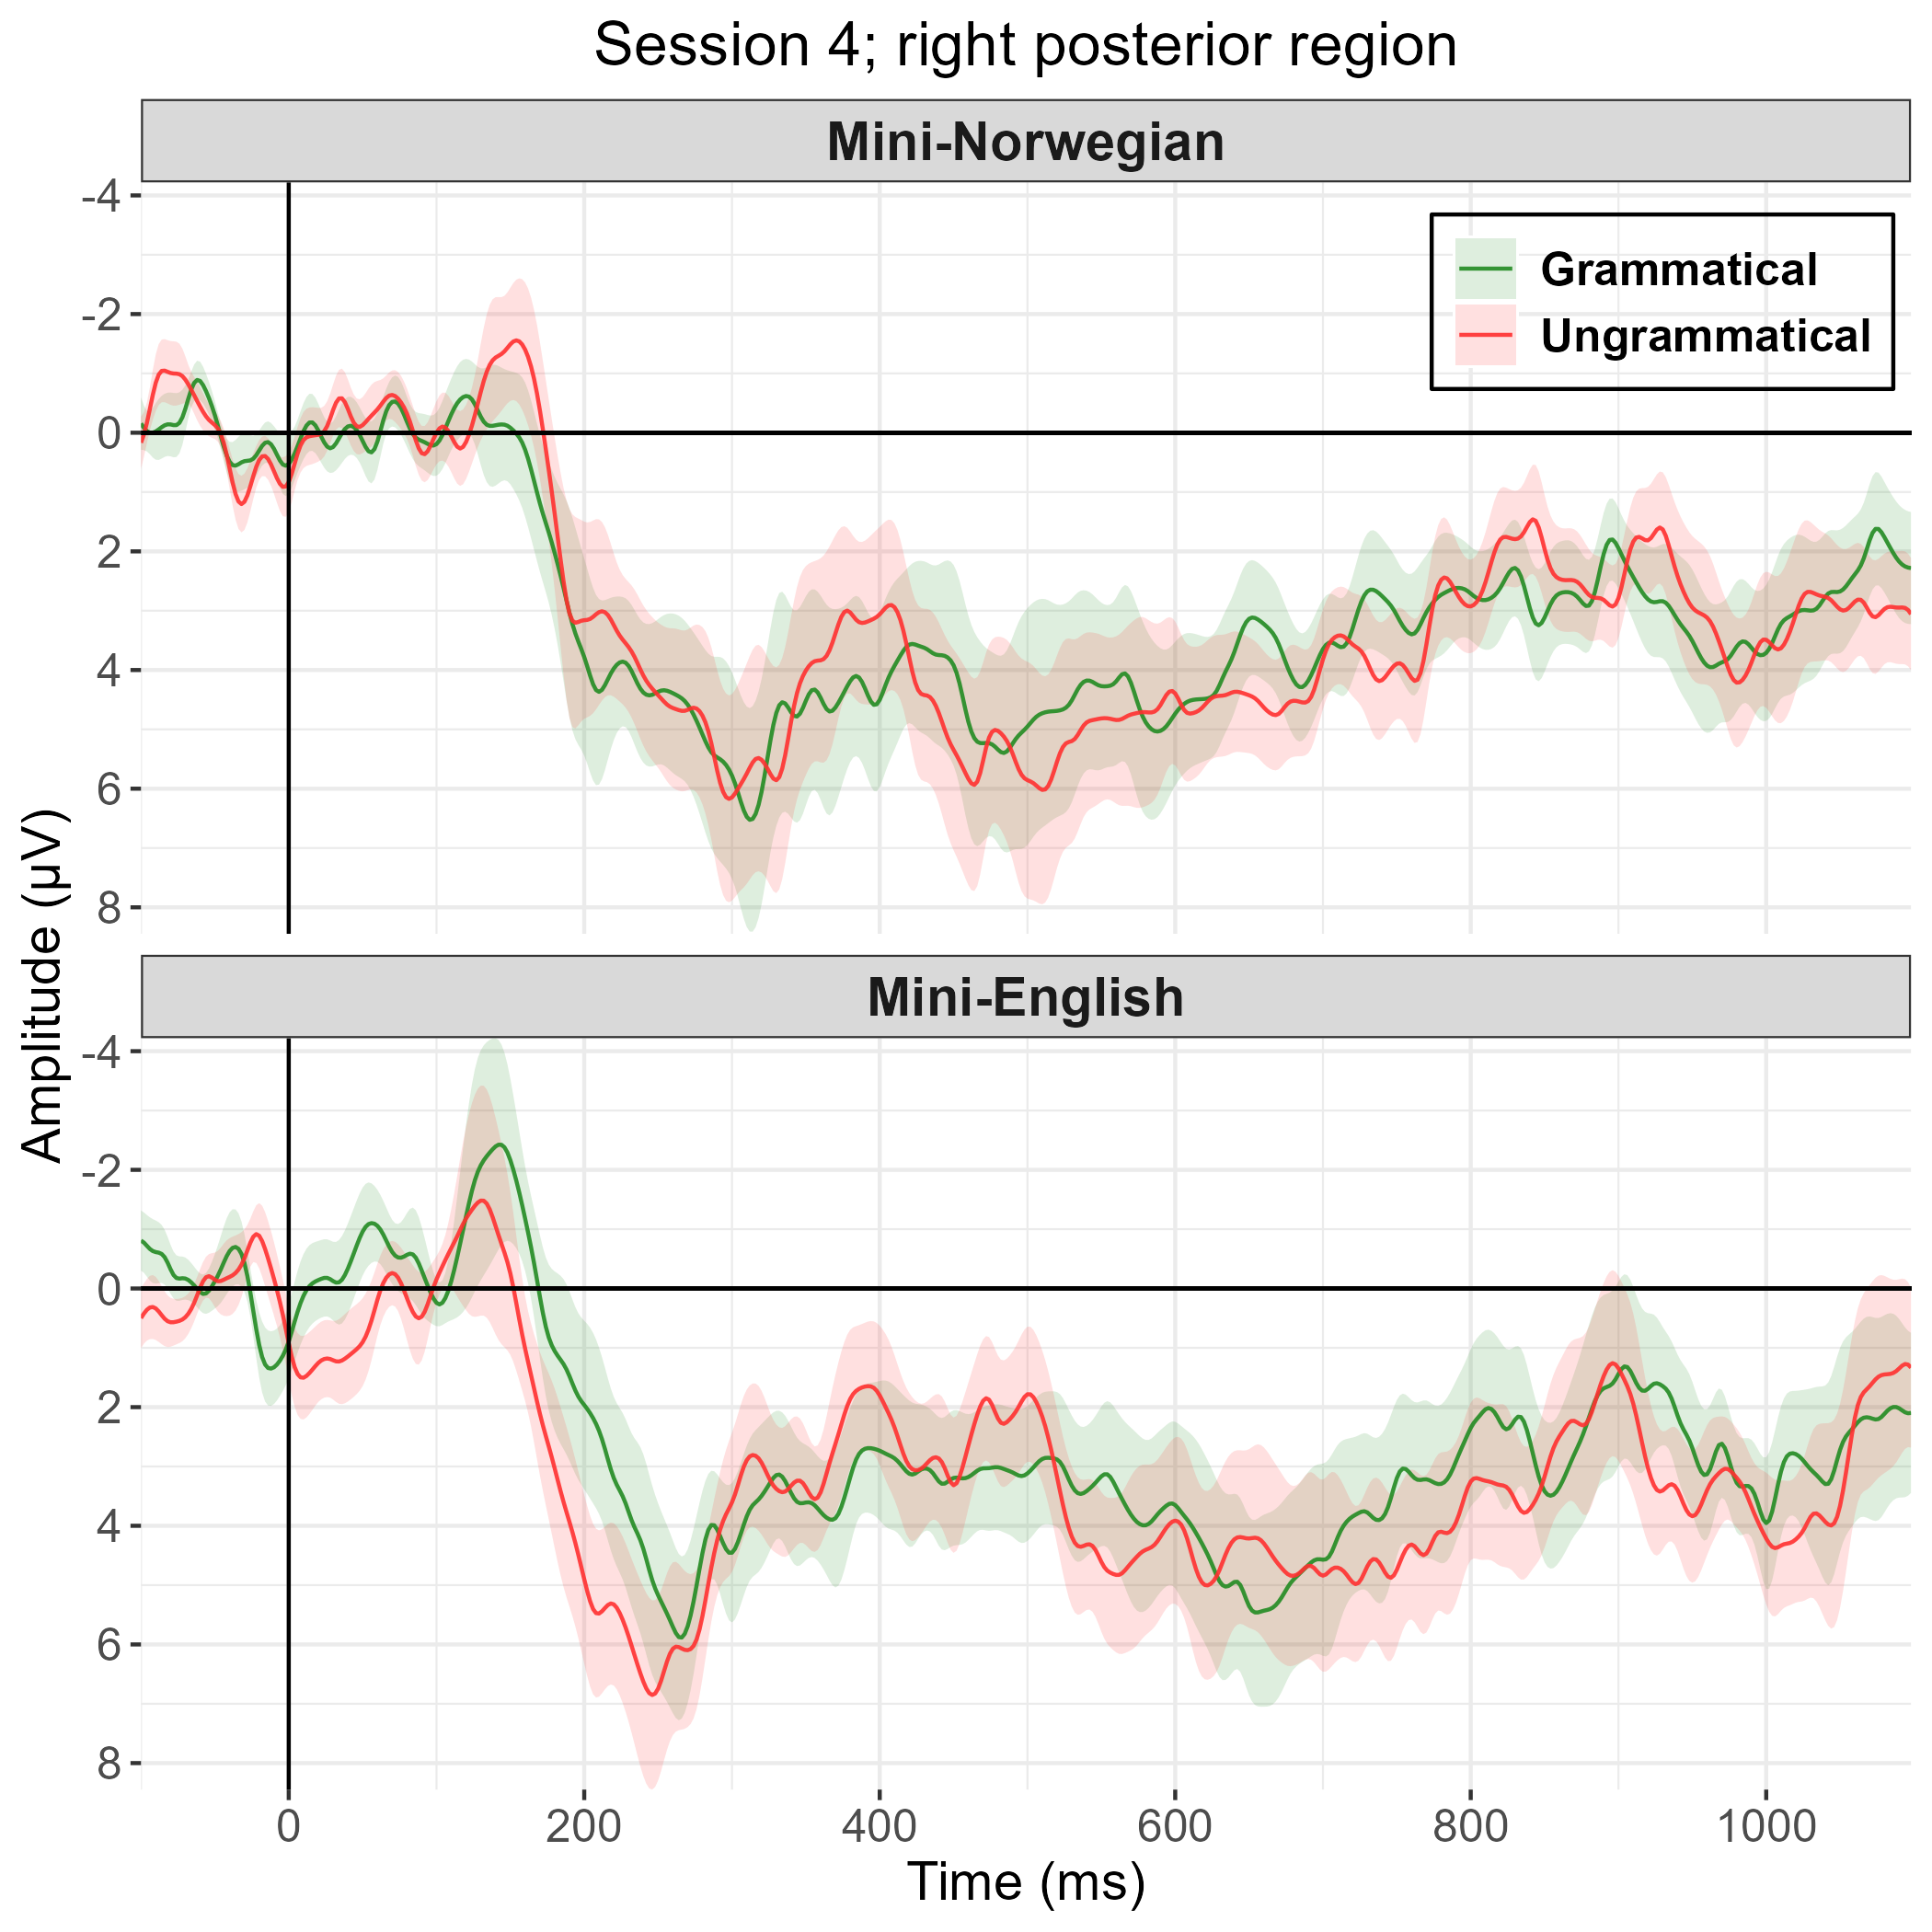 Session 4; right posterior region
Mini-Norwegian
-4
-2
0
2
4
6
8
Grammatical
Ungrammatical
Amplitude (µV)
Mini-English
-4
-2
0
2
4
6
8
0 200 400 600 800 1000
Time (ms)